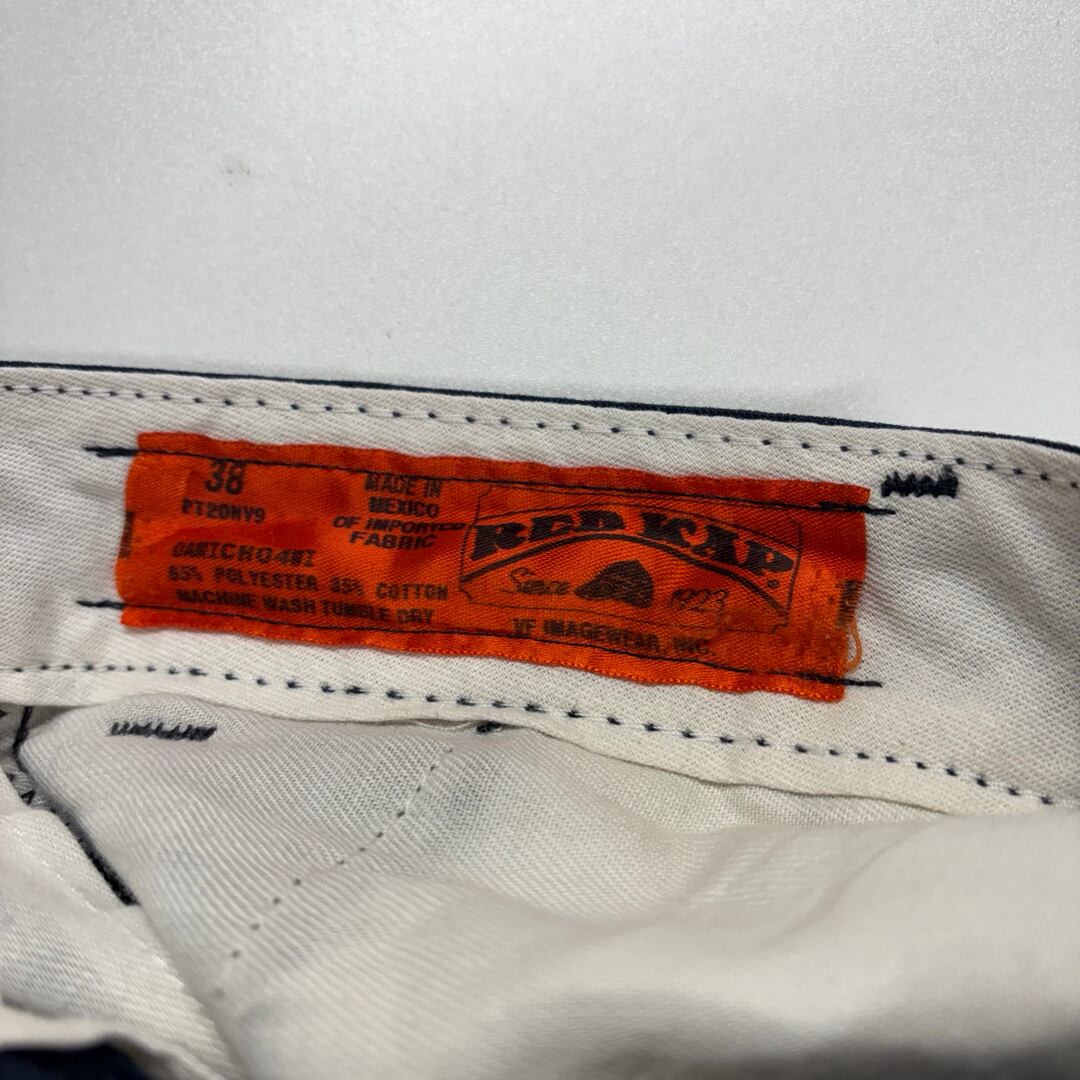 38
PT20NV9
MADE IN
MEXICO
OF IMPORTED
FABRIC
65% POLYESTER 35% COTTON
MACHINE WASH TUMBLE DRY
RED KAP®
Since 1923
VF IMAGEWEAR, INC.